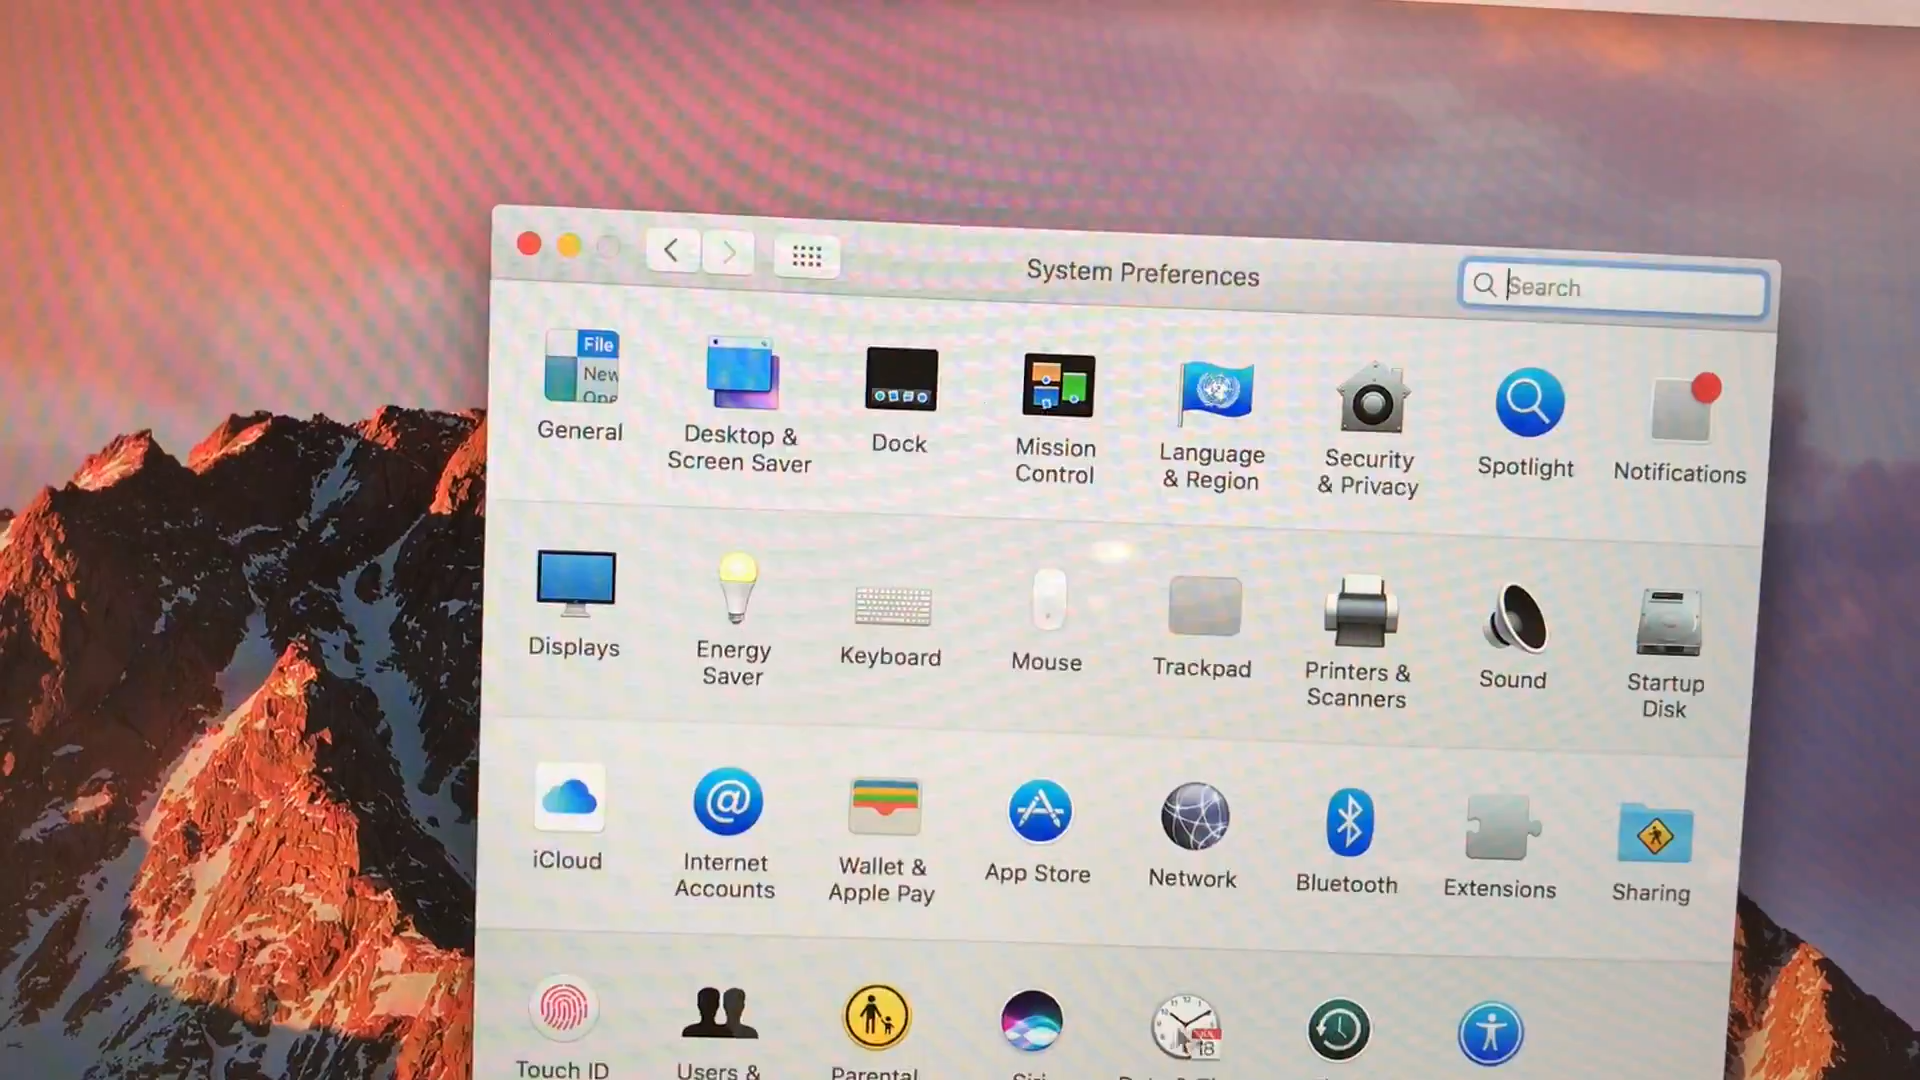 System Preferences
Search
File
New
General
Desktop &
Screen Saver
Dock
Mission
Control
Language
& Region
Security
& Privacy
Spotlight
Notifications
Displays
Energy
Saver
Keyboard
Mouse
Trackpad
Printers &
Scanners
Sound
Startup
Disk
iCloud
@
Internet
Accounts
Wallet &
Apple Pay
App Store
Network
Bluetooth
Extensions
Sharing
18
Touch ID
Users &
Parental